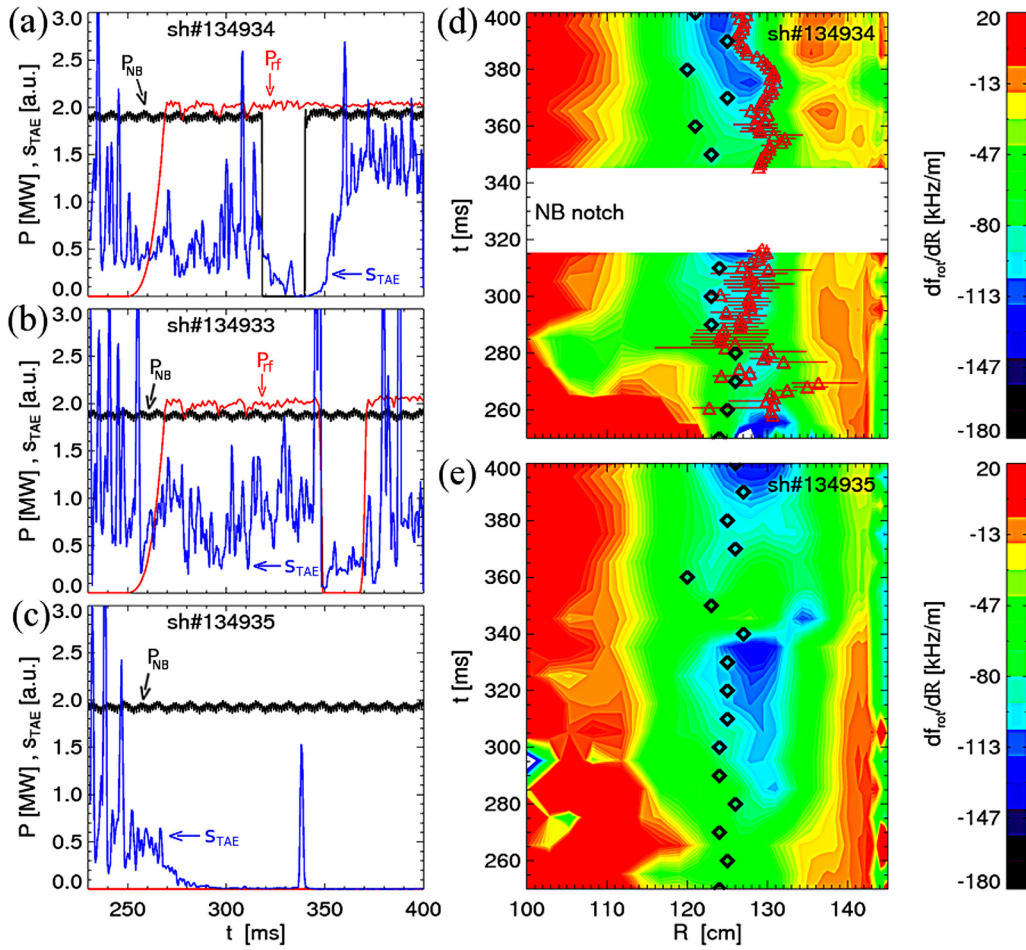 (a)
sh#134934
P_NB
P_rf
S_TAE
P [MW] , s_TAE [a.u.]
3.0
2.5
2.0
1.5
1.0
0.5
0.0
(b)
sh#134933
P_NB
P_rf
S_TAE
P [MW] , s_TAE [a.u.]
3.0
2.5
2.0
1.5
1.0
0.5
0.0
(c)
sh#134935
P_NB
S_TAE
P [MW] , s_TAE [a.u.]
3.0
2.5
2.0
1.5
1.0
0.5
0.0
250 300 350 400
t [ms]
(d)
sh#134934
NB notch
t [ms]
400
380
360
340
320
300
280
260
df_rot/dR [kHz/m]
20
-13
-47
-80
-113
-147
-180
(e)
sh#134935
t [ms]
400
380
360
340
320
300
280
260
100 110 120 130 140
R [cm]
df_rot/dR [kHz/m]
20
-13
-47
-80
-113
-147
-180